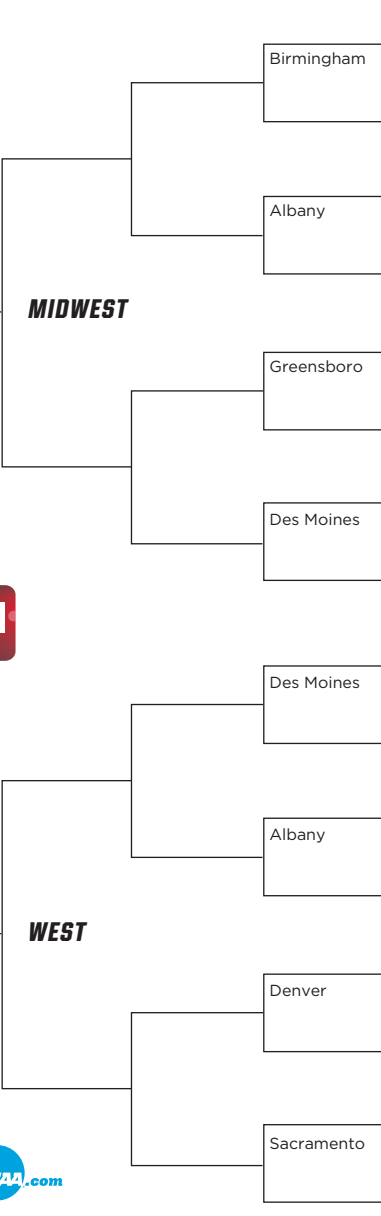 Birmingham
Albany
MIDWEST
Greensboro
Des Moines
Des Moines
Albany
WEST
Denver
Sacramento
.com